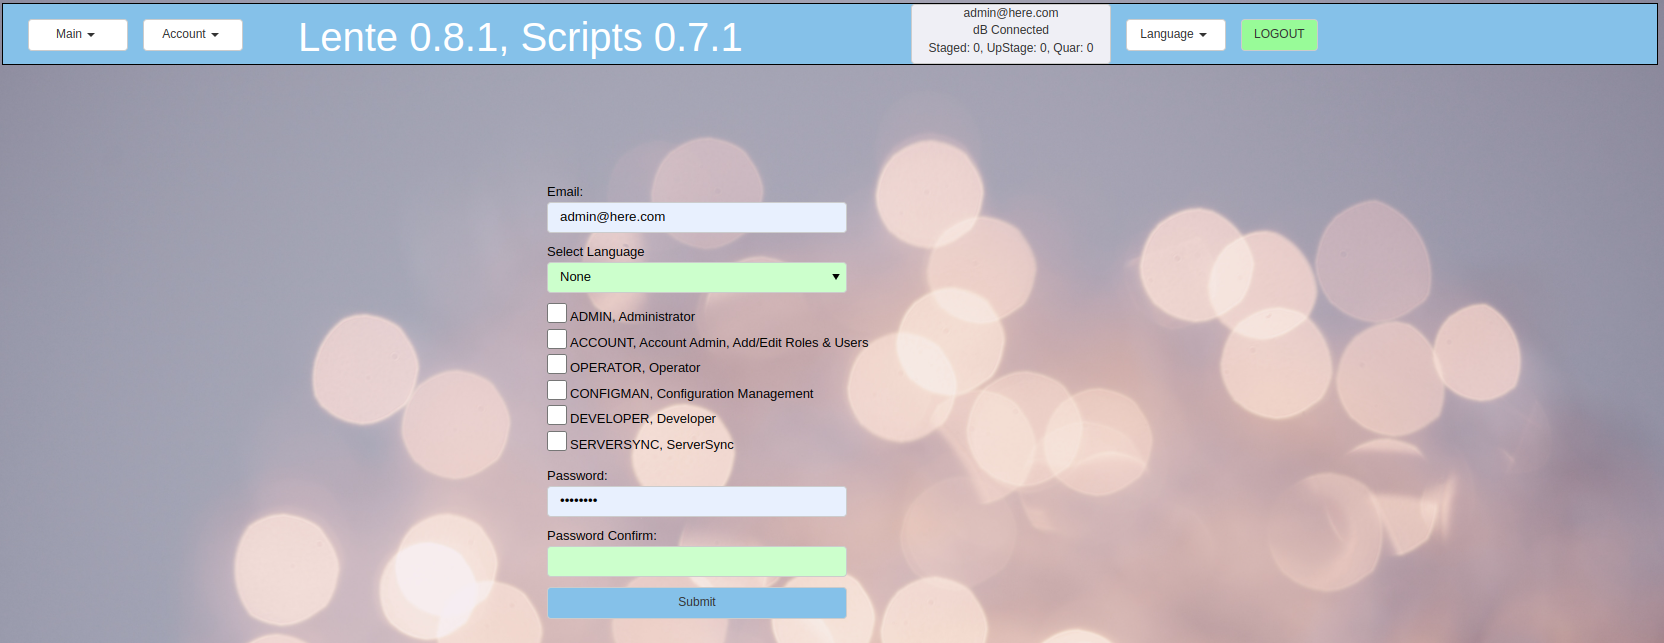 Main
Account
Lente 0.8.1, Scripts 0.7.1
admin@here.com
dB Connected
Staged: 0, UpStage: 0, Quar: 0
Language
LOGOUT
Email:
admin@here.com
Select Language
None
ADMIN, Administrator
ACCOUNT, Account Admin, Add/Edit Roles & Users
OPERATOR, Operator
CONFIGMAN, Configuration Management
DEVELOPER, Developer
SERVERSYNC, ServerSync
Password:
••••••••
Password Confirm:
Submit